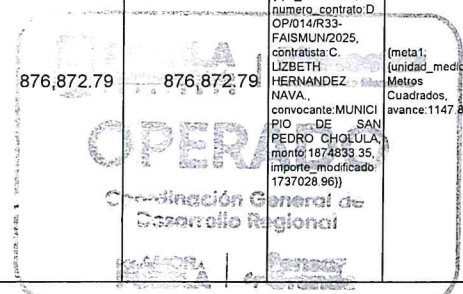 numero_contrato:D
OP/014/R33-
FAISMUN/2025,
contratista:C.
LIZBETH
HERNANDEZ
NAVA.,
convocante:MUNICI
PIO DE SAN
PEDRO CHOLULA,
monto:1874833.35,
importe_modificado:
1737028.96}}
876,872.79 876,872.79
{meta1:
{unidad_medid
Metros
Cuadrados,
avance:1147.8
OPERADO
Coordinación General de
Desarrollo Regional